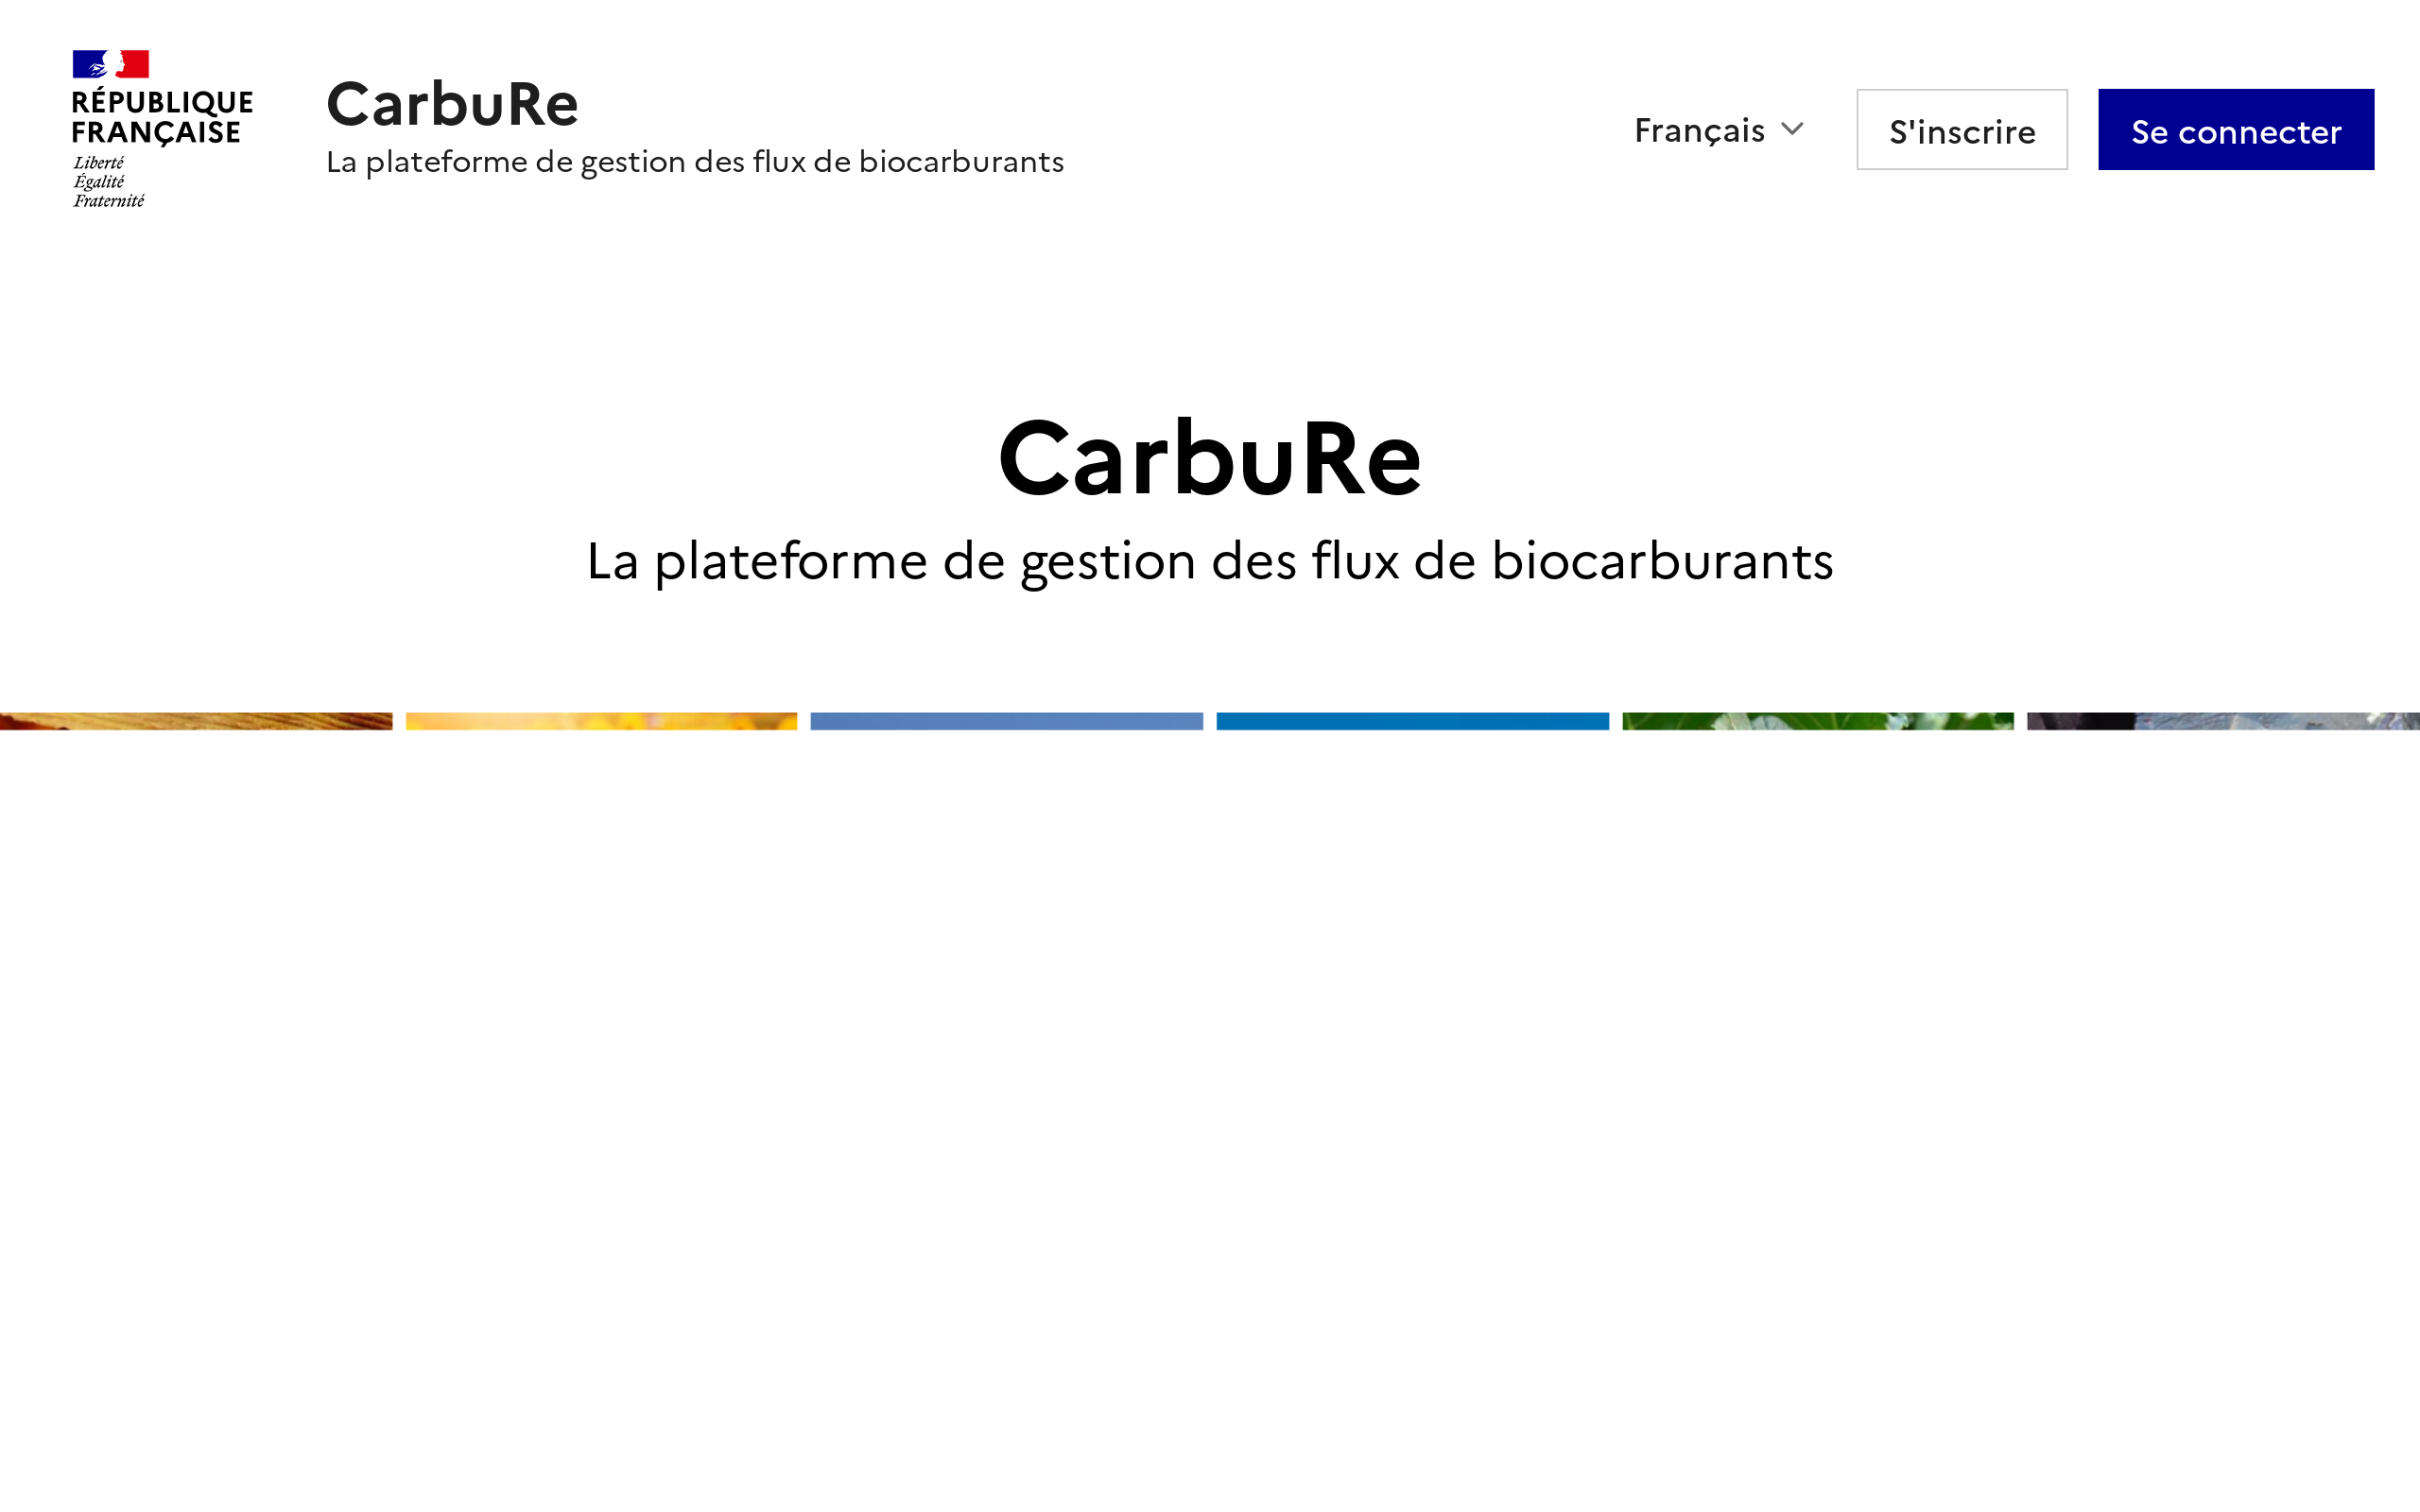 RÉPUBLIQUE
FRANÇAISE
Liberté
Égalité
Fraternité
CarbuRe
La plateforme de gestion des flux de biocarburants
Français
S'inscrire
Se connecter
CarbuRe
La plateforme de gestion des flux de biocarburants